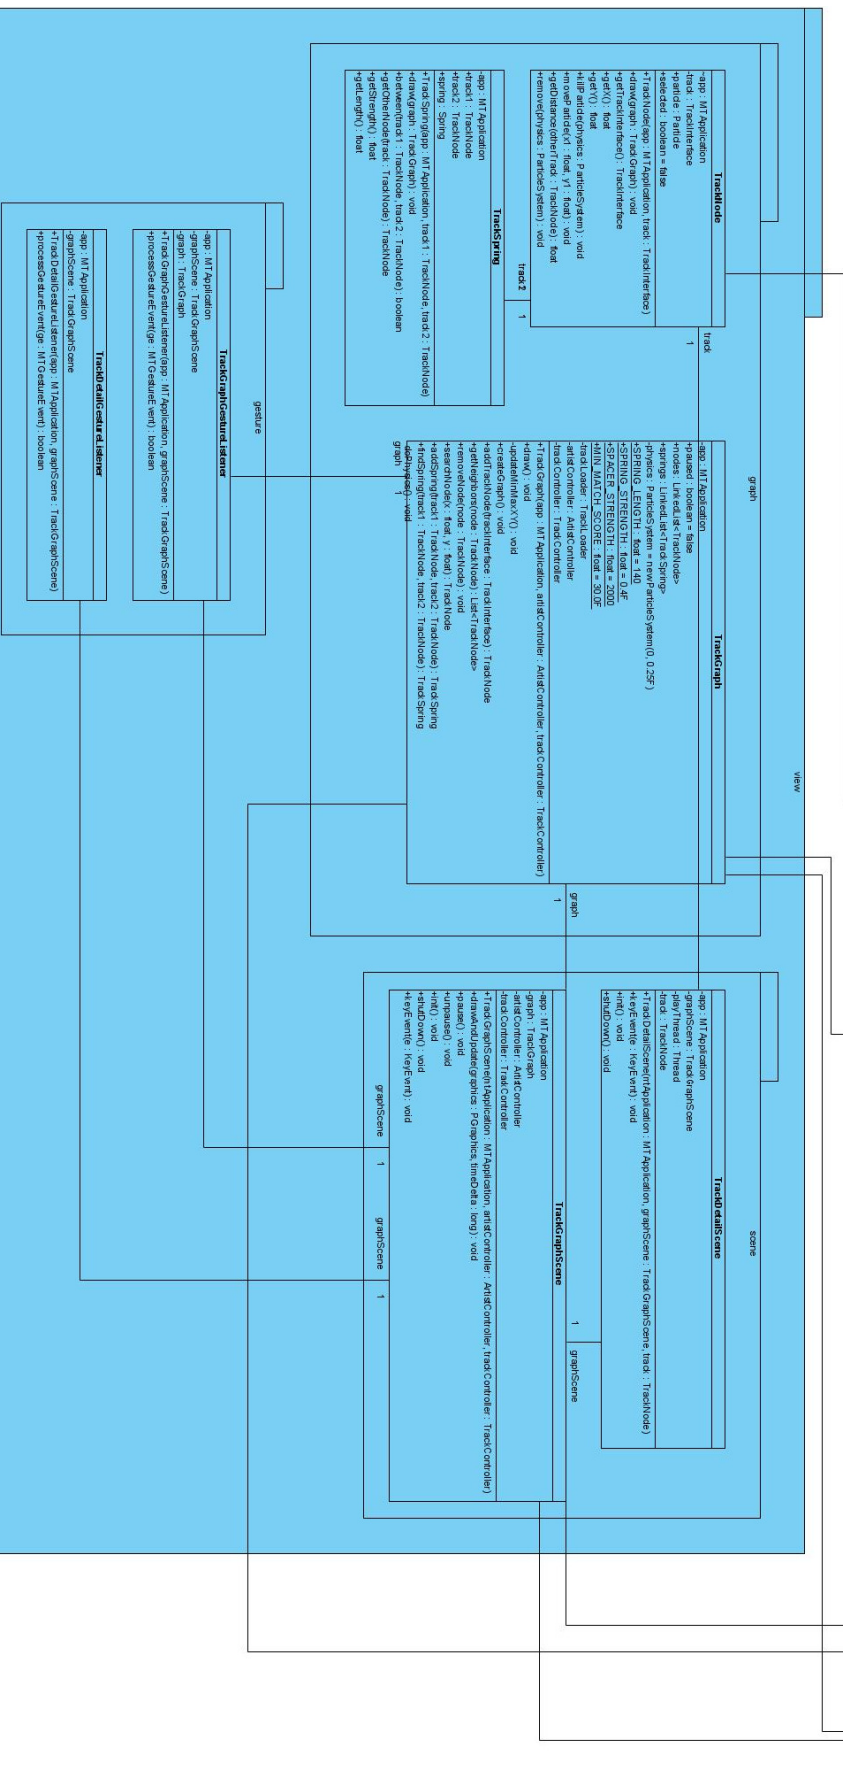 view
graph
TrackNode
-app : MTApplication
-track : TrackInterface
+particle : Particle
+selected : boolean = false
+TrackNode(app : MTApplication, track : TrackInterface)
+draw(graph : TrackGraph) : void
+getTrackInterface() : TrackInterface
+getX() : float
+getY() : float
+killParticle(physics : ParticleSystem) : void
+moveParticle(x1 : float, y1 : float) : void
+getDistance(otherTrack : TrackNode) : float
+remove(physics : ParticleSystem) : void
track
1
1
TrackSpring
-app : MTApplication
+track1 : TrackNode
+track2 : TrackNode
+spring : Spring
+TrackSpring(app : MTApplication, track1 : TrackNode, track2 : TrackNode)
+draw(graph : TrackGraph) : void
+between(track1 : TrackNode, track2 : TrackNode) : boolean
+getOtherNode(track : TrackNode) : TrackNode
+getStrength() : float
+getLength() : float
TrackGraph
-app : MTApplication
+paused : boolean = false
+nodes : LinkedList<TrackNode>
+springs : LinkedList<TrackSpring>
-physics : ParticleSystem = new ParticleSystem(0, 0.25F)
+SPRING_LENGTH : float = 140
+SPRING_STRENGTH : float = 0.4F
+SPACER_STRENGTH : float = 2000
+MIN_MATCH_SCORE : float = 30.0F
-trackLoader : TrackLoader
-artistController : ArtistController
-trackController : TrackController
+TrackGraph(app : MTApplication, artistController : ArtistController, trackController : TrackController)
+draw() : void
-updateMinMaxXY() : void
+createGraph() : void
+addTrackNode(trackInterface : TrackInterface) : TrackNode
+getNeighbors(node : TrackNode) : List<TrackNode>
+removeNode(node : TrackNode) : void
+searchNode(x : float, y : float) : TrackNode
+addSpring(track1 : TrackNode, track2 : TrackNode) : TrackSpring
+findSpring(track1 : TrackNode, track2 : TrackNode) : TrackSpring
+doPhysics() : void
graph
1
graph
1
scene
TrackDetailScene
-app : MTApplication
-graphScene : TrackGraphScene
-playThread : Thread
-track : TrackNode
+TrackDetailScene(mtApplication : MTApplication, graphScene : TrackGraphScene, track : TrackNode)
+keyEvent(e : KeyEvent) : void
+init() : void
+shutDown() : void
graphScene
1
TrackGraphScene
-app : MTApplication
-graph : TrackGraph
-artistController : ArtistController
-trackController : TrackController
+TrackGraphScene(mtApplication : MTApplication, artistController : ArtistController, trackController : TrackController)
+drawAndUpdate(graphics : PGraphics, timeDelta : long) : void
+pause() : void
+unpause() : void
+init() : void
+shutDown() : void
+keyEvent(e : KeyEvent) : void
graphScene
1
graphScene
1
gesture
TrackGraphGestureListener
-app : MTApplication
-graphScene : TrackGraphScene
-graph : TrackGraph
+TrackGraphGestureListener(app : MTApplication, graphScene : TrackGraphScene)
+processGestureEvent(ge : MTGestureEvent) : boolean
TrackDetailGestureListener
-app : MTApplication
-graphScene : TrackGraphScene
+TrackDetailGestureListener(app : MTApplication, graphScene : TrackGraphScene)
+processGestureEvent(ge : MTGestureEvent) : boolean